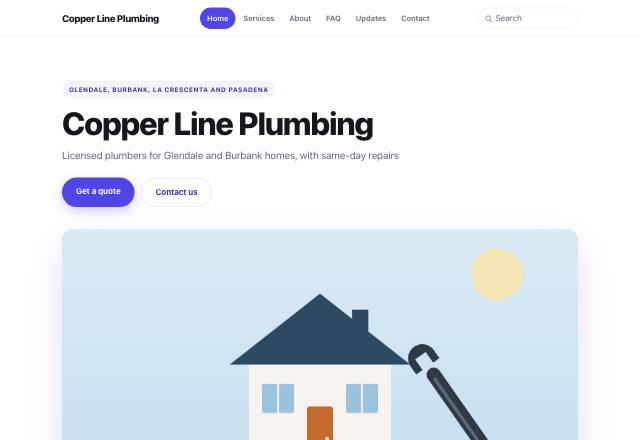 Copper Line Plumbing
Home Services About FAQ Updates Contact
Search
GLENDALE, BURBANK, LA CRESCENTA AND PASADENA
Copper Line Plumbing
Licensed plumbers for Glendale and Burbank homes, with same-day repairs
Get a quote Contact us